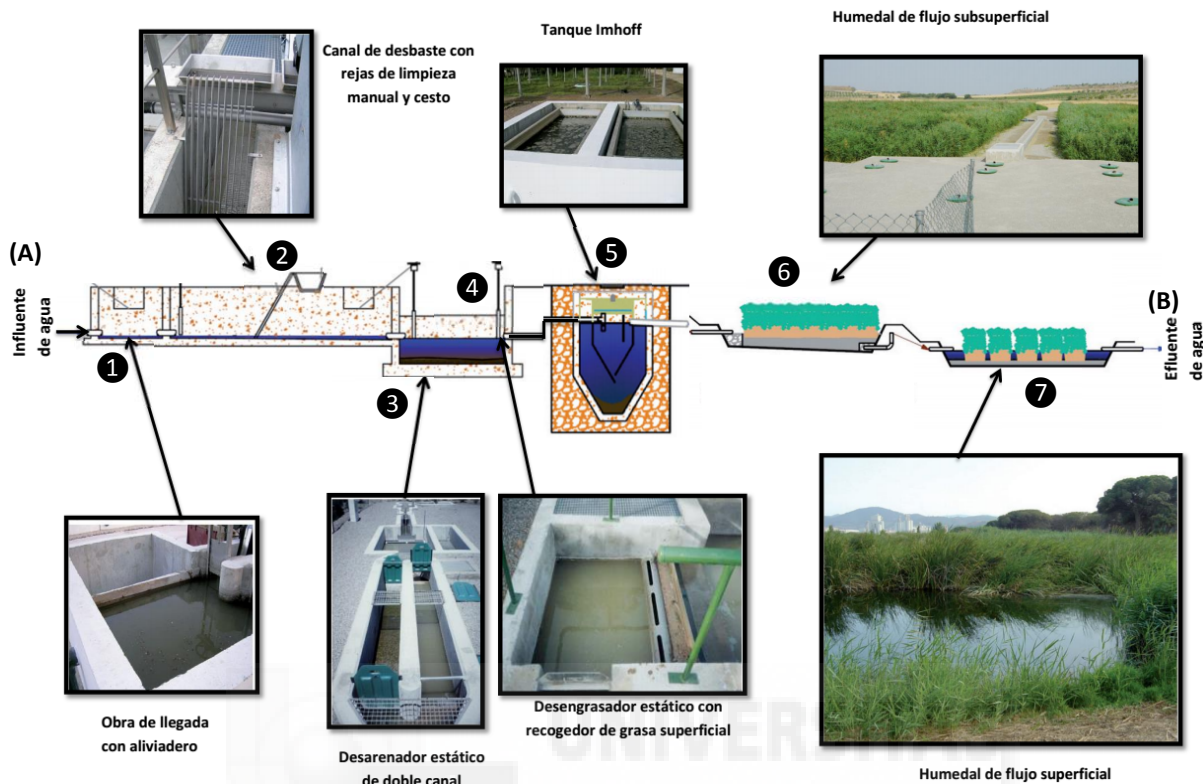 Canal de desbaste con
rejas de limpieza
manual y cesto
Tanque Imhoff
Humedal de flujo subsuperficial
(A)
2
4
5
6
(B)
Influente
de agua
Efluente
de agua
1
3
7
Obra de llegada
con aliviadero
Desarenador estático
de doble canal
Desengrasador estático con
recogedor de grasa superficial
Humedal de flujo superficial